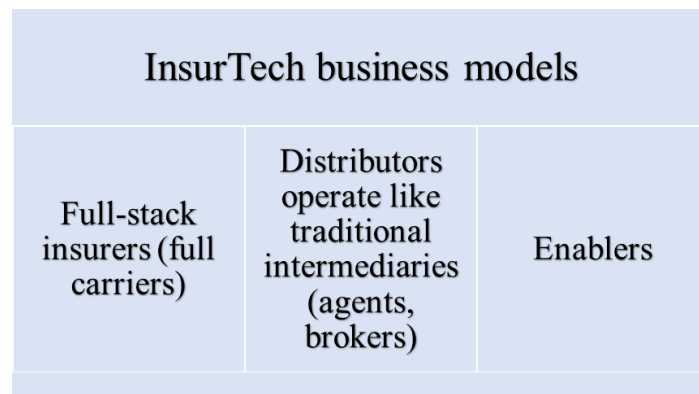 InsurTech business models
Full-stack
insurers (full
carriers)
Distributors
operate like
traditional
intermediaries
(agents,
brokers)
Enablers